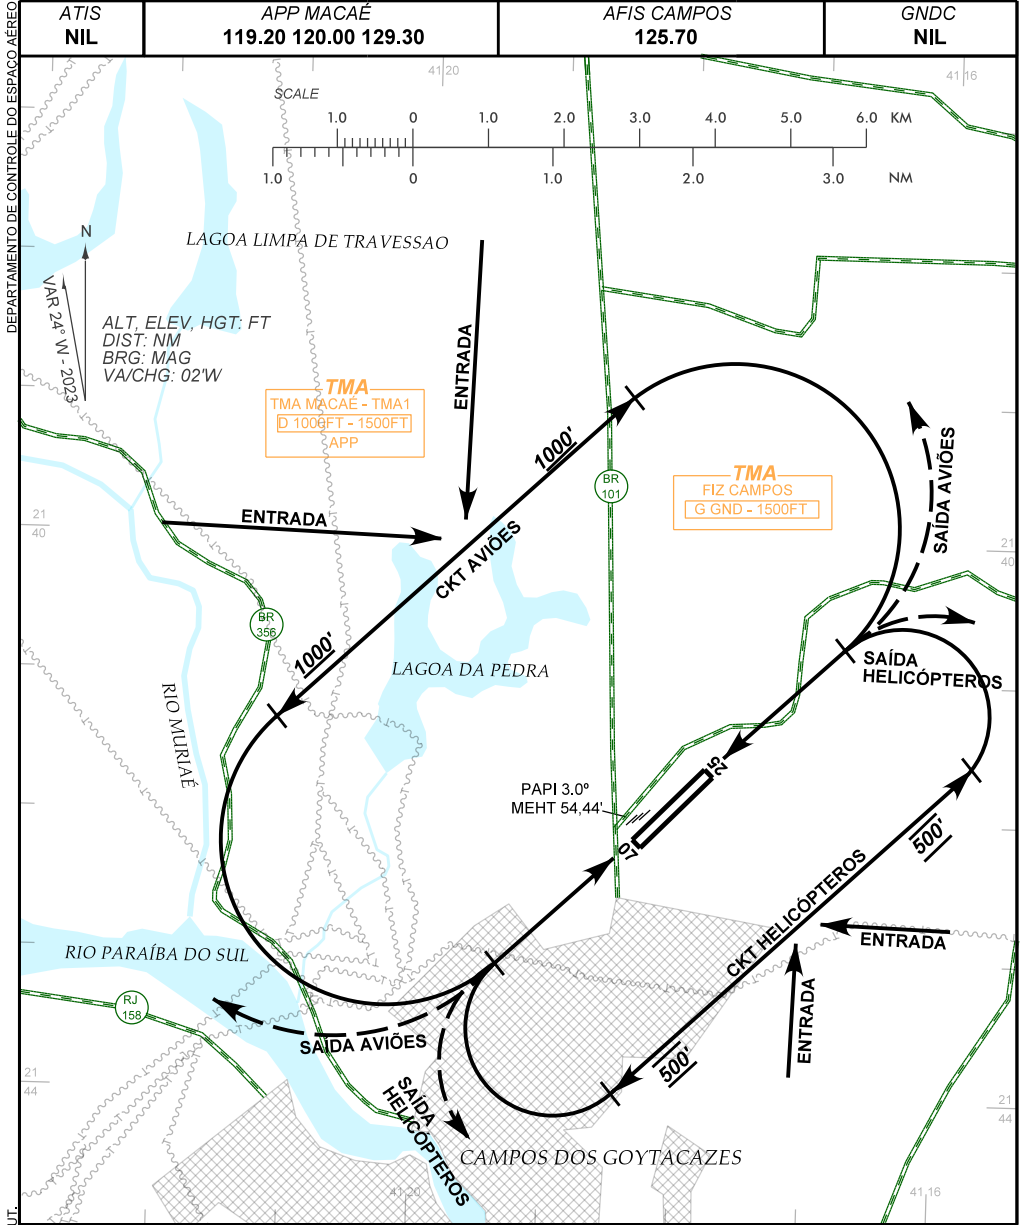 ATIS
NIL
APP MACAÉ
119.20 120.00 129.30
AFIS CAMPOS
125.70
GNDC
NIL
DEPARTAMENTO DE CONTROLE DO ESPAÇO AÉREO
41 20
41 16
SCALE
1.0 0 1.0 2.0 3.0 4.0 5.0 6.0 KM
1.0 0 1.0 2.0 3.0 NM
N
VAR 24° W - 2023
LAGOA LIMPA DE TRAVESSAO
ALT, ELEV, HGT: FT
DIST: NM
BRG: MAG
VA/CHG: 02'W
ENTRADA
TMA
TMA MACAÉ - TMA1
D 1000FT - 1500FT
APP
1000'
BR
101
TMA
FIZ CAMPOS
G GND - 1500FT
SAÍDA AVIÕES
21
40
ENTRADA
CKT AVIÕES
21
40
BR
356
1000'
LAGOA DA PEDRA
SAÍDA
HELICÓPTEROS
RIO MURIAÉ
PAPI 3.0º
MEHT 54,44'
25
07
500'
CKT HELICÓPTEROS
ENTRADA
RIO PARAÍBA DO SUL
RJ
158
ENTRADA
SAÍDA AVIÕES
500'
21
44
SAÍDA
HELICÓPTEROS
21
44
CAMPOS DOS GOYTACAZES
41 20
41 16
UT.